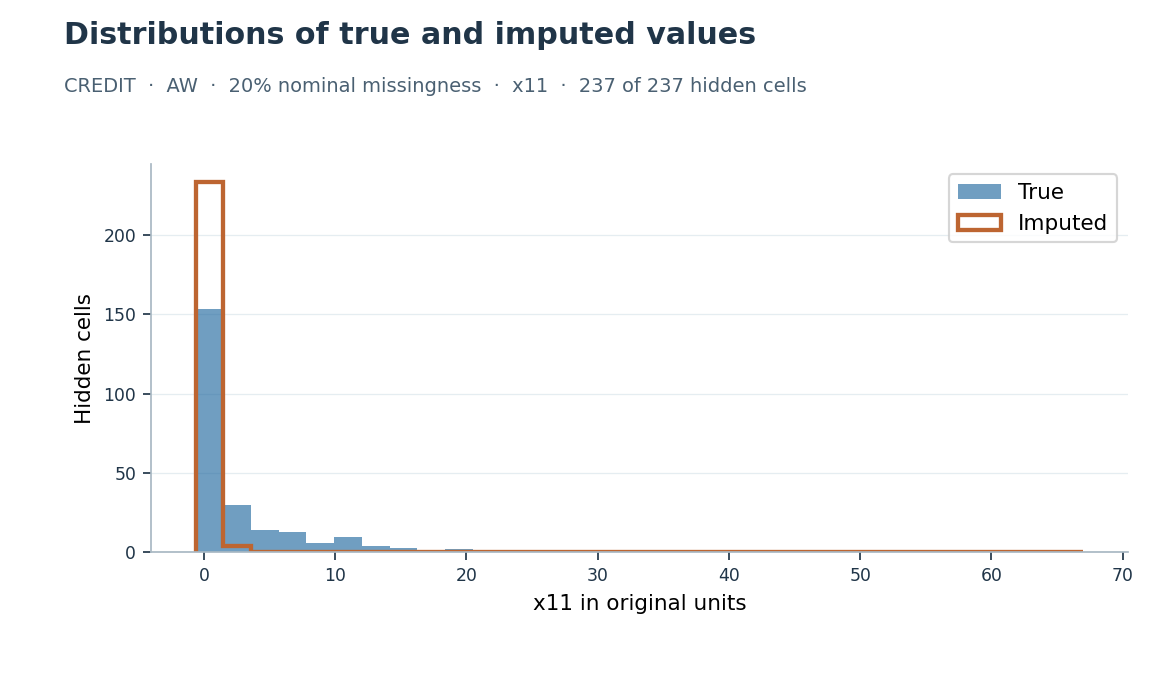 Distributions of true and imputed values
CREDIT · AW · 20% nominal missingness · x11 · 237 of 237 hidden cells
True
Imputed
Hidden cells
200
150
100
50
0
0 10 20 30 40 50 60 70
x11 in original units